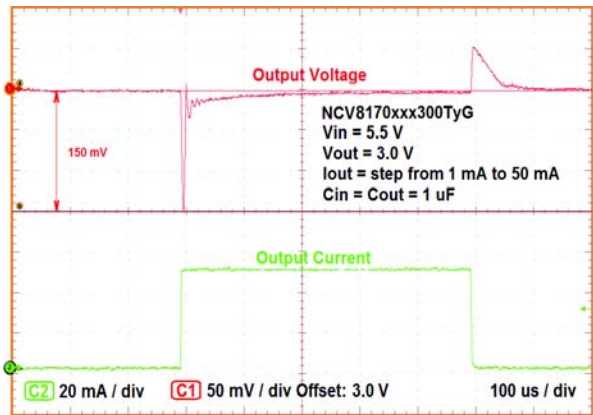 Output Voltage
NCV8170xxx300TyG
Vin = 5.5 V
Vout = 3.0 V
Iout = step from 1 mA to 50 mA
Cin = Cout = 1 uF
150 mV
Output Current
C2 20 mA / div C1 50 mV / div Offset: 3.0 V 100 us / div